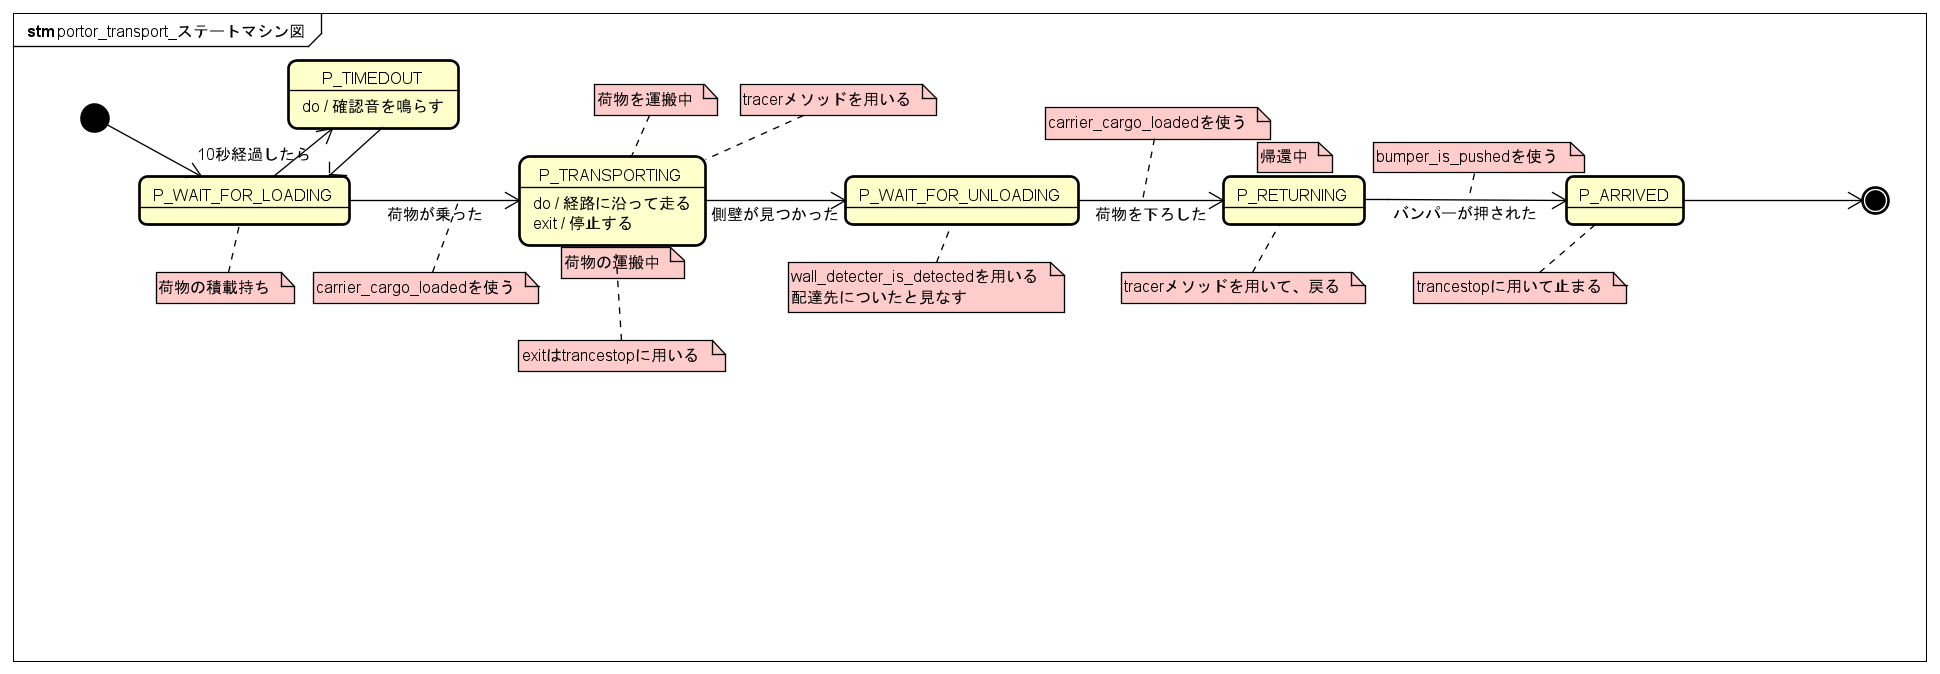 stm portor_transport_ステートマシン図
P_TIMEDOUT
do / 確認音を鳴らす
10秒経過したら
P_WAIT_FOR_LOADING
荷物の積載持ち
荷物が乗った
carrier_cargo_loadedを使う
荷物を運搬中
tracerメソッドを用いる
P_TRANSPORTING
do / 経路に沿って走る
exit / 停止する
荷物の運搬中
exitはtrancestopに用いる
側壁が見つかった
P_WAIT_FOR_UNLOADING
wall_detecter_is_detectedを用いる
配達先についたと見なす
carrier_cargo_loadedを使う
荷物を下ろした
帰還中
P_RETURNING
tracerメソッドを用いて、戻る
bumper_is_pushedを使う
バンパーが押された
P_ARRIVED
trancestopに用いて止まる